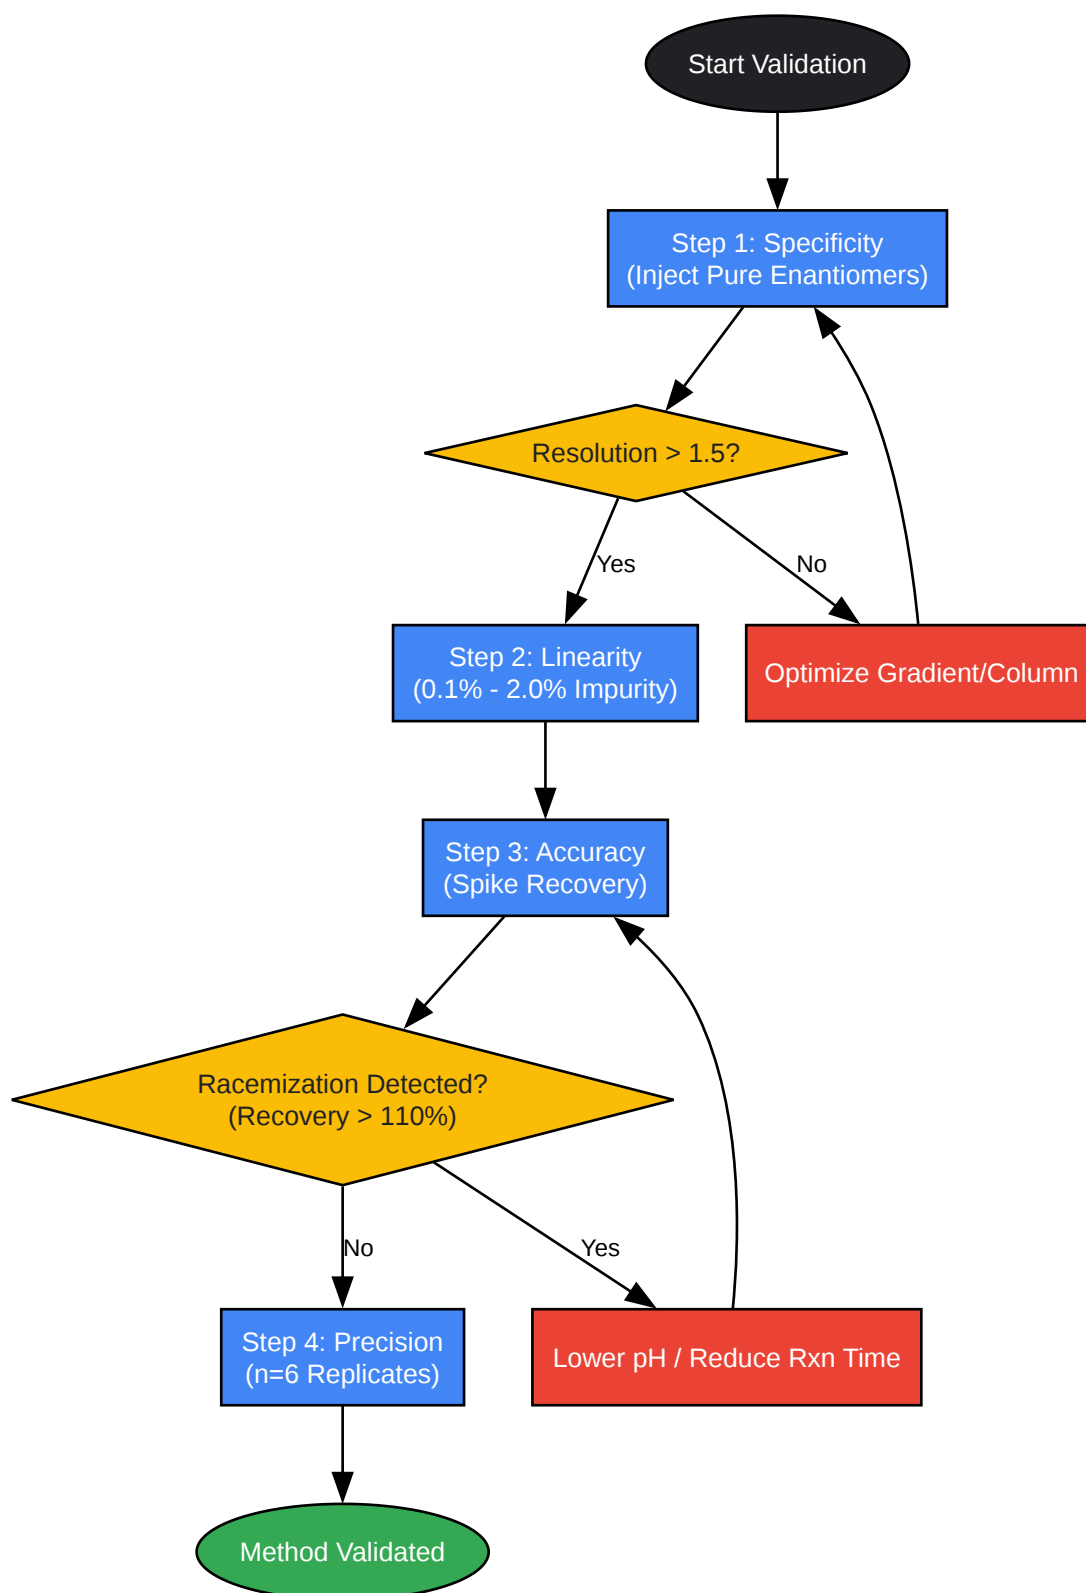 Start Validation
Step 1: Specificity
(Inject Pure Enantiomers)
Resolution > 1.5?
Yes
No
Step 2: Linearity
(0.1% - 2.0% Impurity)
Optimize Gradient/Column
Step 3: Accuracy
(Spike Recovery)
Racemization Detected?
(Recovery > 110%)
No
Yes
Step 4: Precision
(n=6 Replicates)
Lower pH / Reduce Rxn Time
Method Validated